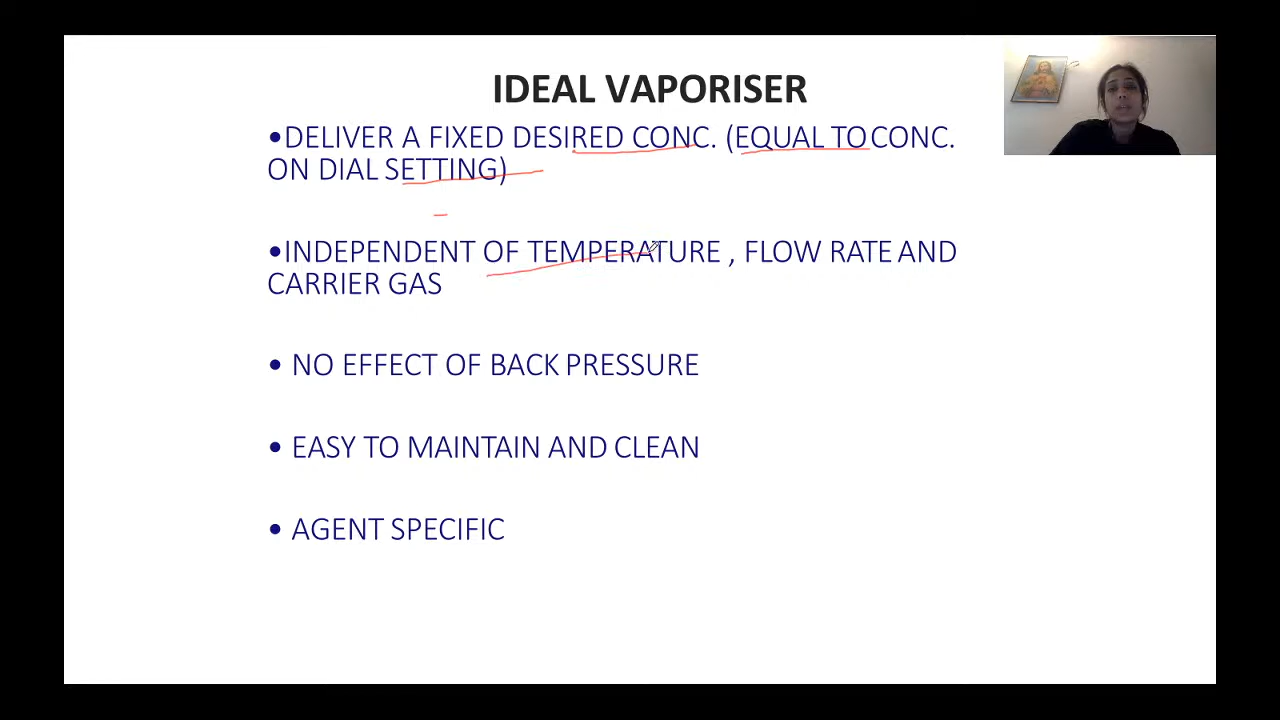 IDEAL VAPORISER
•DELIVER A FIXED DESIRED CONC. (EQUAL TO CONC.
ON DIAL SETTING)
•INDEPENDENT OF TEMPERATURE , FLOW RATE AND
CARRIER GAS
• NO EFFECT OF BACK PRESSURE
• EASY TO MAINTAIN AND CLEAN
• AGENT SPECIFIC